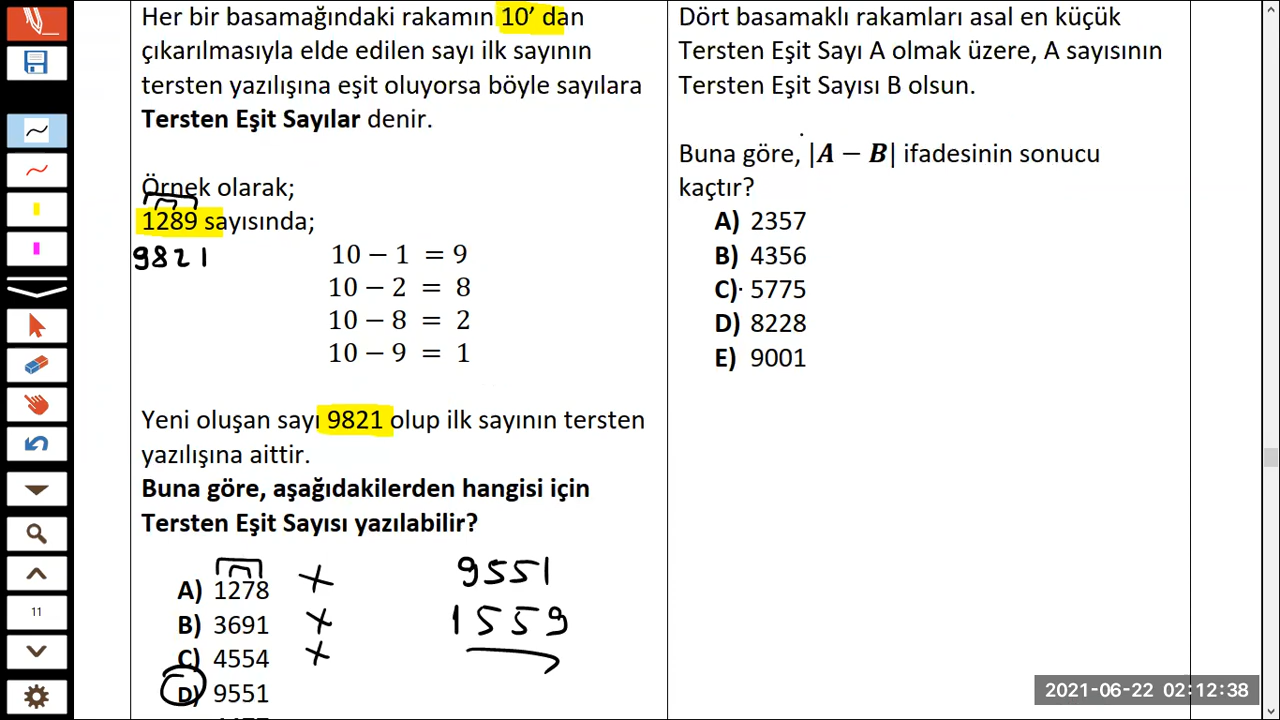 Her bir basamağındaki rakamın 10’ dan
çıkarılmasıyla elde edilen sayı ilk sayının
tersten yazılışına eşit oluyorsa böyle sayılara
Tersten Eşit Sayılar denir.
Örnek olarak;
1289 sayısında;
9821
10 − 1 = 9
10 − 2 = 8
10 − 8 = 2
10 − 9 = 1
Yeni oluşan sayı 9821 olup ilk sayının tersten
yazılışına aittir.
Buna göre, aşağıdakilerden hangisi için
Tersten Eşit Sayısı yazılabilir?
A) 1278
B) 3691
C) 4554
D) 9551
9551
1559
Dört basamaklı rakamları asal en küçük
Tersten Eşit Sayı A olmak üzere, A sayısının
Tersten Eşit Sayısı B olsun.
Buna göre, |A − B| ifadesinin sonucu
kaçtır?
A) 2357
B) 4356
C) 5775
D) 8228
E) 9001
11
2021-06-22 02:12:38